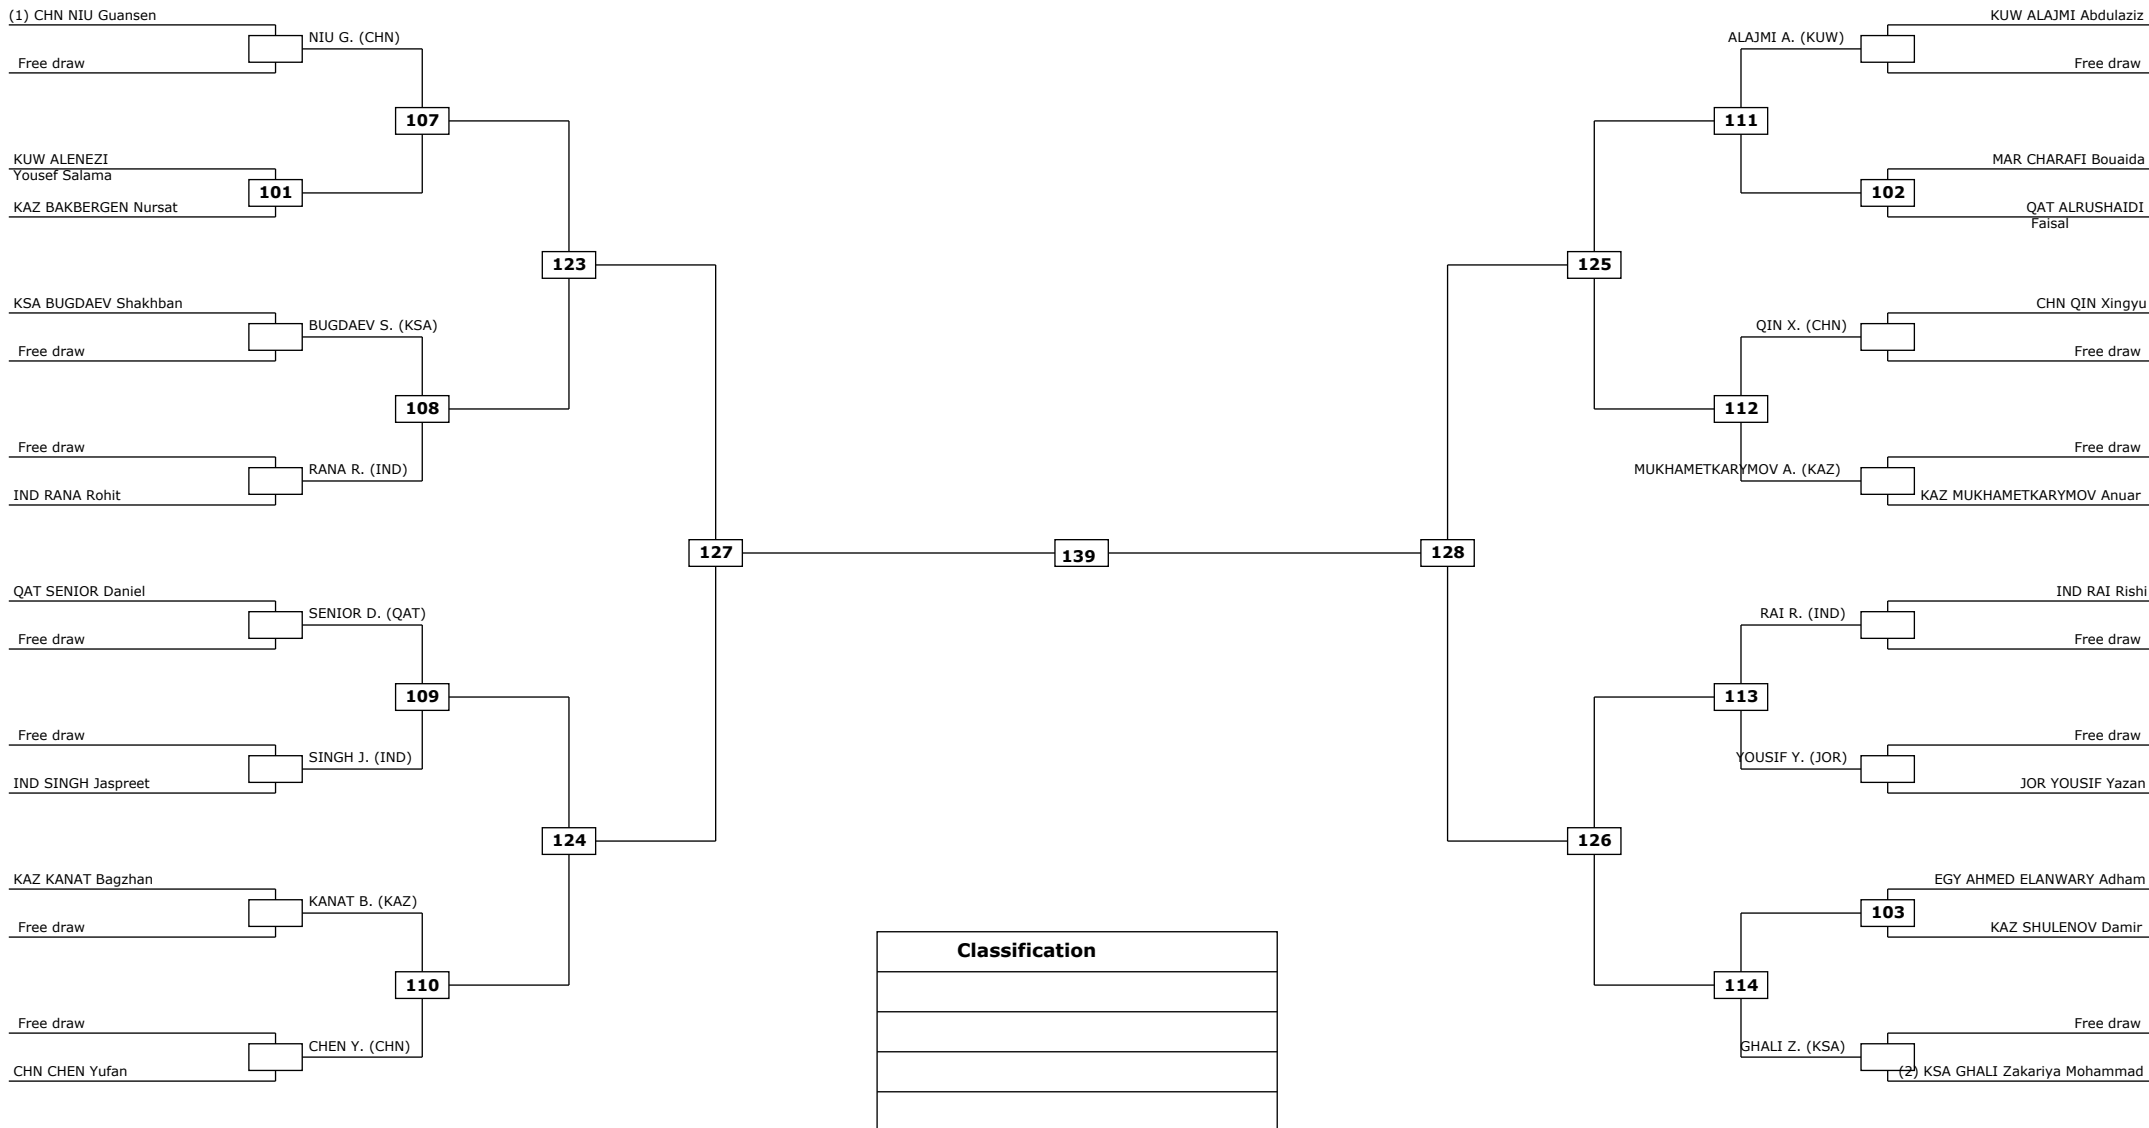 (1) CHN NIU Guansen
NIU G. (CHN)
Free draw
107
KUW ALENEZI
Yousef Salama
101
KAZ BAKBERGEN Nursat
123
KSA BUGDAEV Shakhban
BUGDAEV S. (KSA)
Free draw
108
Free draw
RANA R. (IND)
IND RANA Rohit
127
QAT SENIOR Daniel
SENIOR D. (QAT)
Free draw
109
Free draw
SINGH J. (IND)
IND SINGH Jaspreet
124
KAZ KANAT Bagzhan
KANAT B. (KAZ)
Free draw
110
Free draw
CHEN Y. (CHN)
CHN CHEN Yufan
139
Classification
KUW ALAJMI Abdulaziz
ALAJMI A. (KUW)
Free draw
111
MAR CHARAFI Bouaida
102
QAT ALRUSHAIDI
Faisal
125
CHN QIN Xingyu
QIN X. (CHN)
Free draw
112
Free draw
MUKHAMETKARYMOV A. (KAZ)
KAZ MUKHAMETKARYMOV Anuar
128
IND RAI Rishi
RAI R. (IND)
Free draw
113
Free draw
YOUSIF Y. (JOR)
JOR YOUSIF Yazan
126
EGY AHMED ELANWARY Adham
103
KAZ SHULENOV Damir
114
Free draw
GHALI Z. (KSA)
(2) KSA GHALI Zakariya Mohammad